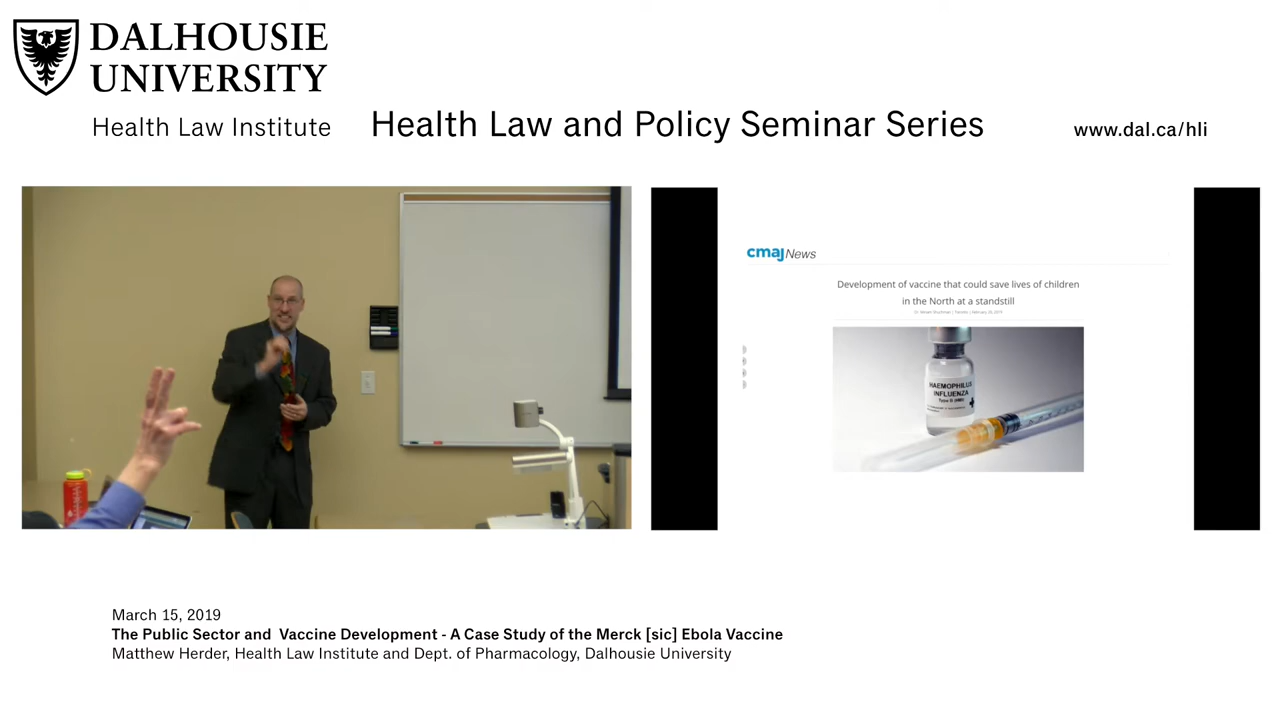 DALHOUSIE
UNIVERSITY
Health Law Institute
Health Law and Policy Seminar Series
www.dal.ca/hli
cmaj News
Development of vaccine that could save lives of children
in the North at a standstill
HAEMOPHILUS
INFLUENZA
March 15, 2019
The Public Sector and Vaccine Development - A Case Study of the Merck [sic] Ebola Vaccine
Matthew Herder, Health Law Institute and Dept. of Pharmacology, Dalhousie University